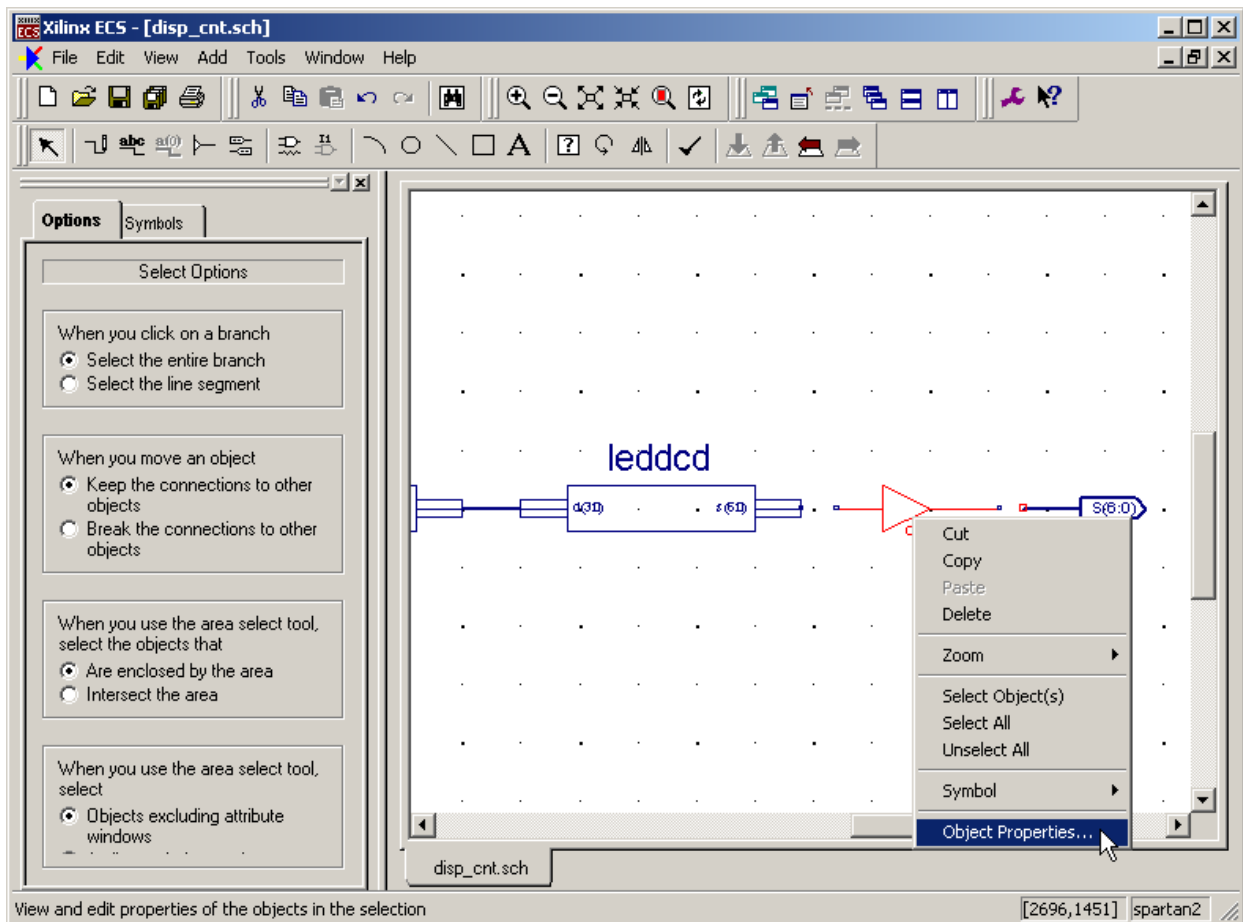 XILINX ECS Xilinx ECS - [disp_cnt.sch]
File Edit View Add Tools Window Help
abc a(0) I1 A ?
Options Symbols
Select Options
When you click on a branch
Select the entire branch
Select the line segment
When you move an object
Keep the connections to other
objects
Break the connections to other
objects
When you use the area select tool,
select the objects that
Are enclosed by the area
Intersect the area
When you use the area select tool,
select
Objects excluding attribute
windows
leddcd
S(6:0)
Cut
Copy
Paste
Delete
Zoom
Select Object(s)
Select All
Unselect All
Symbol
Object Properties...
disp_cnt.sch
View and edit properties of the objects in the selection [2696,1451] spartan2